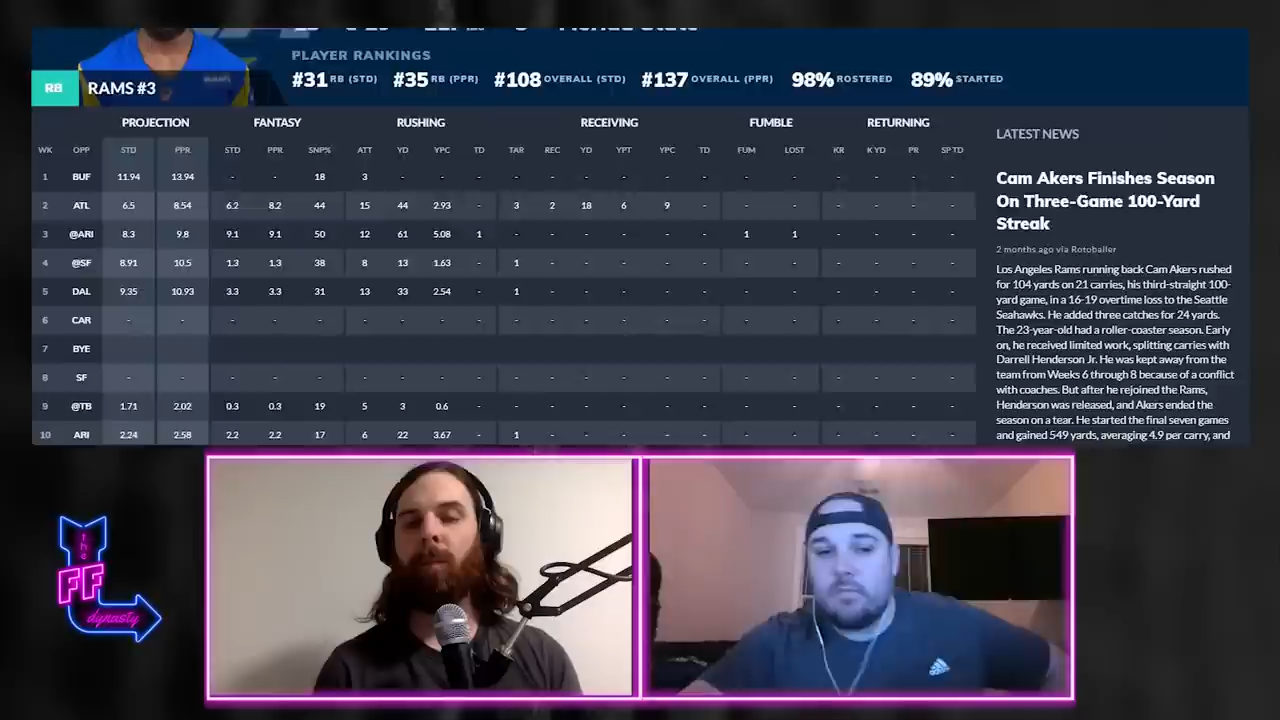 PLAYER RANKINGS
#31 RB (STD) #35 RB (PPR) #108 OVERALL (STD) #137 OVERALL (PPR) 98% ROSTERED 89% STARTED
RB RAMS #3
PROJECTION FANTASY RUSHING RECEIVING FUMBLE RETURNING
WK OPP STD PPR STD PPR SNP% ATT YD YPC TD TAR REC YD YPT YPC TD FUM LOST KR K YD PR SP TD
1 BUF 11.94 13.94 - - 18 3 - - - - - - - - - - - - - - -
2 ATL 6.5 8.54 6.2 8.2 44 15 44 2.93 - 3 2 18 6 9 - - - - - - -
3 @ARI 8.3 9.8 9.1 9.1 50 12 61 5.08 1 - - - - - - 1 1 - - - -
4 @SF 8.91 10.5 1.3 1.3 38 8 13 1.63 - 1 - - - - - - - - - - -
5 DAL 9.35 10.93 3.3 3.3 31 13 33 2.54 - 1 - - - - - - - - - - -
6 CAR - - - - - - - - - - - - - - - - - - - - -
7 BYE
8 SF - - - - - - - - - - - - - - - - - - - - -
9 @TB 1.71 2.02 0.3 0.3 19 5 3 0.6 - - - - - - - - - - - - -
10 ARI 2.24 2.58 2.2 2.2 17 6 22 3.67 - 1 - - - - - - - - - - -
LATEST NEWS
Cam Akers Finishes Season
On Three-Game 100-Yard
Streak
2 months ago via Rotoballer
Los Angeles Rams running back Cam Akers rushed
for 104 yards on 21 carries, his third-straight 100-
yard game, in a 16-19 overtime loss to the Seattle
Seahawks. He added three catches for 24 yards.
The 23-year-old had a roller-coaster season. Early
on, he received limited work, splitting carries with
Darrell Henderson Jr. He was kept away from the
team from Weeks 6 through 8 because of a conflict
with coaches. But after he rejoined the Rams,
Henderson was released, and Akers ended the
season on a tear. He started the final seven games
and gained 549 yards, averaging 4.9 per carry, and
the
FF
dynasty